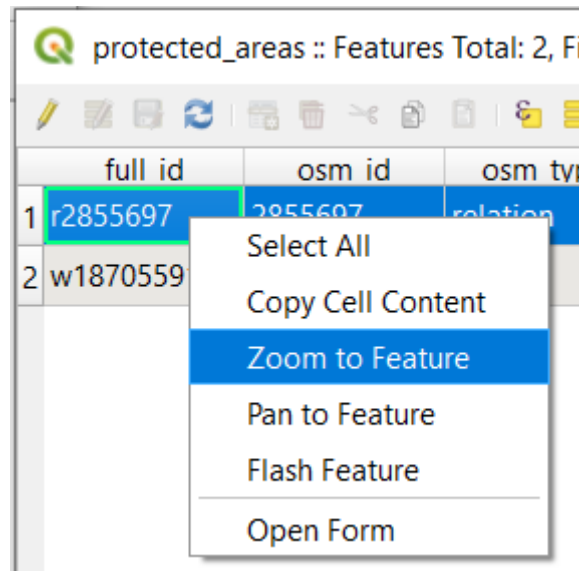 protected_areas :: Features Total: 2, Fi
full_id osm_id osm_typ
1 r2855697 2855697 relation
2 w1870559
Select All
Copy Cell Content
Zoom to Feature
Pan to Feature
Flash Feature
Open Form